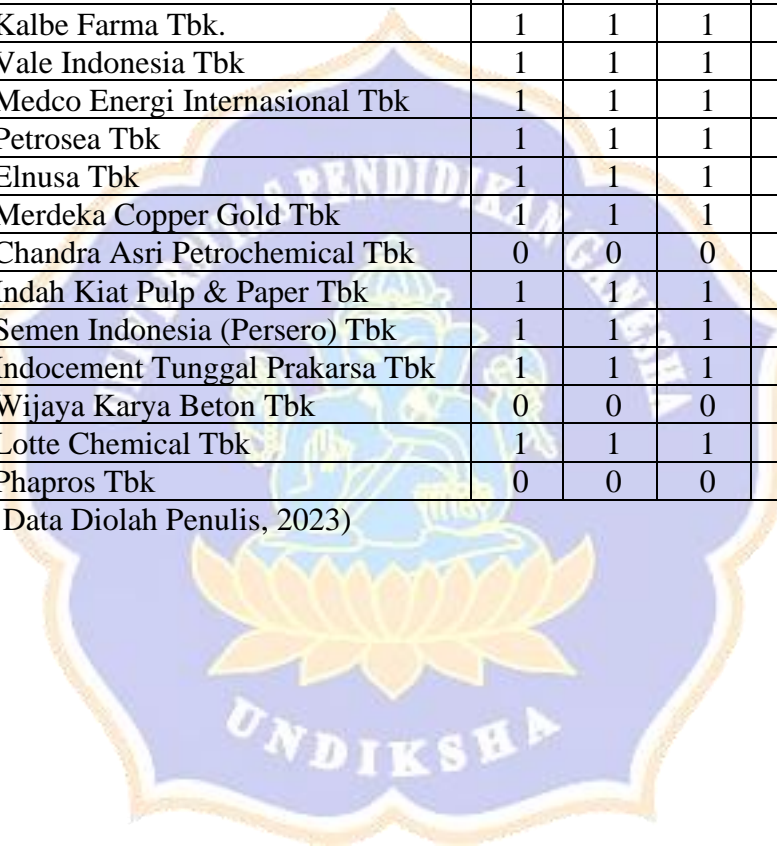 Kalbe Farma Tbk. 1 1 1
Vale Indonesia Tbk 1 1 1
Medco Energi Internasional Tbk 1 1 1
Petrosea Tbk 1 1 1
Elnusa Tbk 1 1 1
Merdeka Copper Gold Tbk 1 1 1
Chandra Asri Petrochemical Tbk 0 0 0
Indah Kiat Pulp & Paper Tbk 1 1 1
Semen Indonesia (Persero) Tbk 1 1 1
Indocement Tunggal Prakarsa Tbk 1 1 1
Wijaya Karya Beton Tbk 0 0 0
Lotte Chemical Tbk 1 1 1
Phapros Tbk 0 0 0
Data Diolah Penulis, 2023)
PENDIDIKAN GANESHA
UNDIKSHA